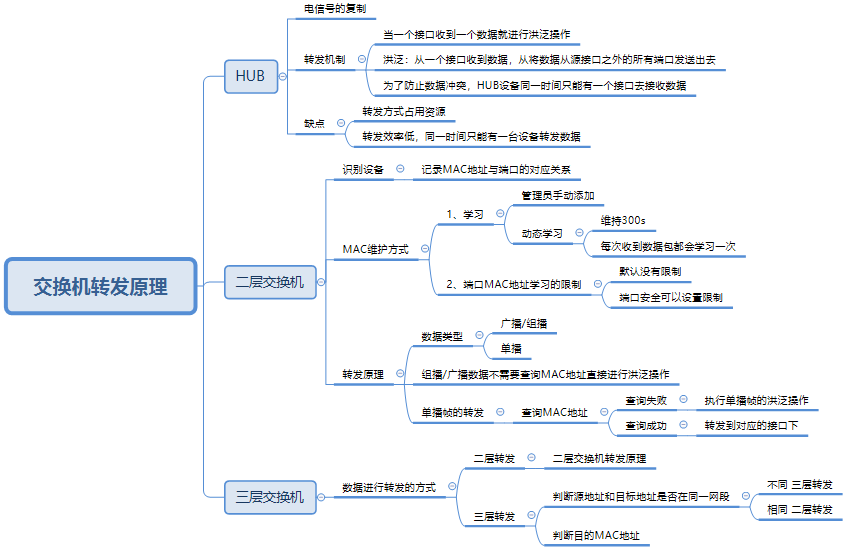 交换机转发原理
HUB
电信号的复制
转发机制
当一个接口收到一个数据就进行洪泛操作
洪泛：从一个接口收到数据，从将数据从源接口之外的所有端口发送出去
为了防止数据冲突，HUB设备同一时间只能有一个接口去接收数据
缺点
转发方式占用资源
转发效率低，同一时间只能有一台设备转发数据
二层交换机
识别设备
记录MAC地址与端口的对应关系
MAC维护方式
1、学习
管理员手动添加
动态学习
维持300s
每次收到数据包都会学习一次
2、端口MAC地址学习的限制
默认没有限制
端口安全可以设置限制
转发原理
数据类型
广播/组播
单播
组播/广播数据不需要查询MAC地址直接进行洪泛操作
单播帧的转发
查询MAC地址
查询失败
执行单播帧的洪泛操作
查询成功
转发到对应的接口下
三层交换机
数据进行转发的方式
二层转发
二层交换机转发原理
三层转发
判断源地址和目标地址是否在同一网段
不同 三层转发
相同 二层转发
判断目的MAC地址